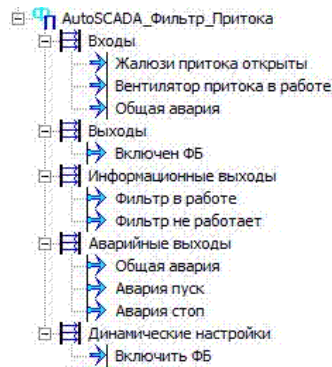 AutoSCADA_Фильтр_Притока
Входы
Жалюзи притока открыты
Вентилятор притока в работе
Общая авария
Выходы
Включен ФБ
Информационные выходы
Фильтр в работе
Фильтр не работает
Аварийные выходы
Общая авария
Авария пуск
Авария стоп
Динамические настройки
Включить ФБ